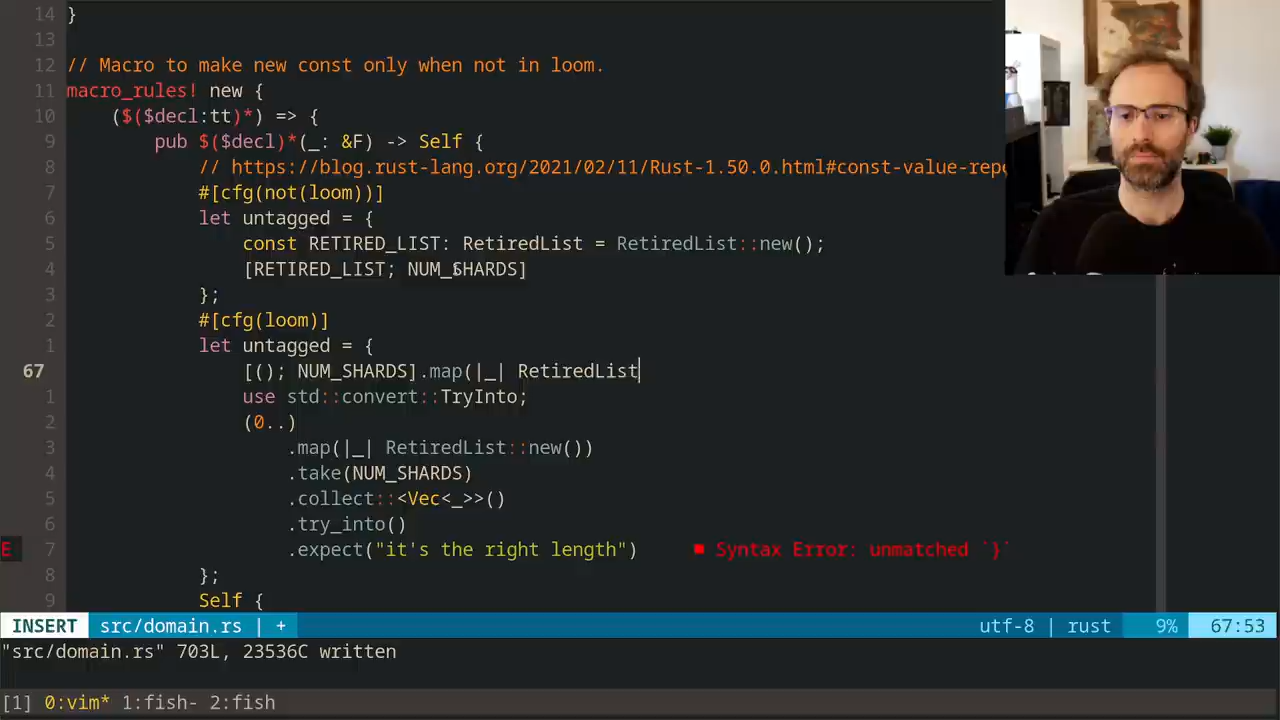 14 }
13
12 // Macro to make new const only when not in loom.
11 macro_rules! new {
10     ($($decl:tt)*) => {
9         pub $($decl)*(_: &F) -> Self {
8             // https://blog.rust-lang.org/2021/02/11/Rust-1.50.0.html#const-value-repe
7             #[cfg(not(loom))]
6             let untagged = {
5                 const RETIRED_LIST: RetiredList = RetiredList::new();
4                 [RETIRED_LIST; NUM_SHARDS]
3             };
2             #[cfg(loom)]
1             let untagged = {
67                 [(); NUM_SHARDS].map(|_| RetiredList
1                 use std::convert::TryInto;
2                 (0..)
3                     .map(|_| RetiredList::new())
4                     .take(NUM_SHARDS)
5                     .collect::<Vec<_>>()
6                     .try_into()
E 7                     .expect("it's the right length")     ■ Syntax Error: unmatched `}`
8             };
9             Self {
INSERT src/domain.rs | + utf-8 | rust 9% 67:53
"src/domain.rs" 703L, 23536C written
[1] 0:vim* 1:fish- 2:fish